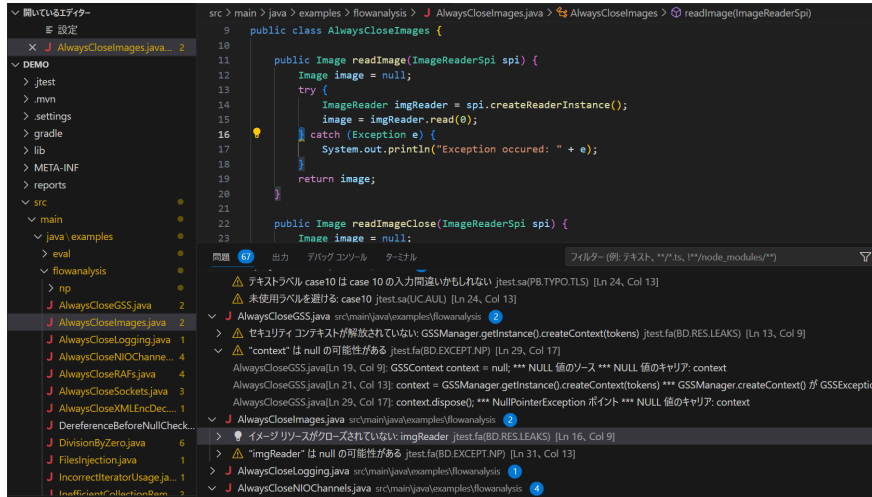 開いているエディター
設定
AlwaysCloseImages.java... 2
DEMO
.jtest
.mvn
.settings
gradle
lib
META-INF
reports
src
main
java \ examples
eval
flowanalysis
np
AlwaysCloseGSS.java 2
AlwaysCloseImages.java 2
AlwaysCloseLogging.java 1
AlwaysCloseNIOChanne... 4
AlwaysCloseRAFs.java 4
AlwaysCloseSockets.java 3
AlwaysCloseXMLEncDec.... 1
DereferenceBeforeNullCheck...
DivisionByZero.java 6
FilesInjection.java 1
IncorrectIteratorUsage.ja... 1
InefficientCollectionRem... 2
src > main > java > examples > flowanalysis > J AlwaysCloseImages.java > AlwaysCloseImages > readImage(ImageReaderSpi)
9 public class AlwaysCloseImages {
10
11 public Image readImage(ImageReaderSpi spi) {
12 Image image = null;
13 try {
14 ImageReader imgReader = spi.createReaderInstance();
15 image = imgReader.read(0);
16 } catch (Exception e) {
17 System.out.println("Exception occured: " + e);
18 }
19 return image;
20 }
21
22 public Image readImageClose(ImageReaderSpi spi) {
23 Image image = null;
問題 67 出力 デバッグ コンソール ターミナル フィルター (例: テキスト、**/*.ts、!**/node_modules/**)
テキストラベル case10 は case 10 の入力間違いかもしれない jtest.sa(PB.TYPO.TLS) [Ln 24、Col 13]
未使用ラベルを避ける: case10 jtest.sa(UC.AUL) [Ln 24、Col 13]
AlwaysCloseGSS.java src\main\java\examples\flowanalysis 2
セキュリティ コンテキストが解放されていない: GSSManager.getInstance().createContext(tokens) jtest.fa(BD.RES.LEAKS) [Ln 13、Col 9]
"context" は null の可能性がある jtest.fa(BD.EXCEPT.NP) [Ln 29、Col 17]
AlwaysCloseGSS.java[Ln 19、Col 9]: GSSContext context = null; *** NULL 値のソース *** NULL 値のキャリア: context
AlwaysCloseGSS.java[Ln 21、Col 13]: context = GSSManager.getInstance().createContext(tokens) *** GSSManager.createContext() が GSSExceptio
AlwaysCloseGSS.java[Ln 29、Col 17]: context.dispose(); *** NullPointerException ポイント *** NULL 値のキャリア: context
AlwaysCloseImages.java src\main\java\examples\flowanalysis 2
イメージ リソースがクローズされていない: imgReader jtest.fa(BD.RES.LEAKS) [Ln 16、Col 9]
"imgReader" は null の可能性がある jtest.fa(BD.EXCEPT.NP) [Ln 31、Col 13]
AlwaysCloseLogging.java src\main\java\examples\flowanalysis 1
AlwaysCloseNIOChannels.java src\main\java\examples\flowanalysis 4